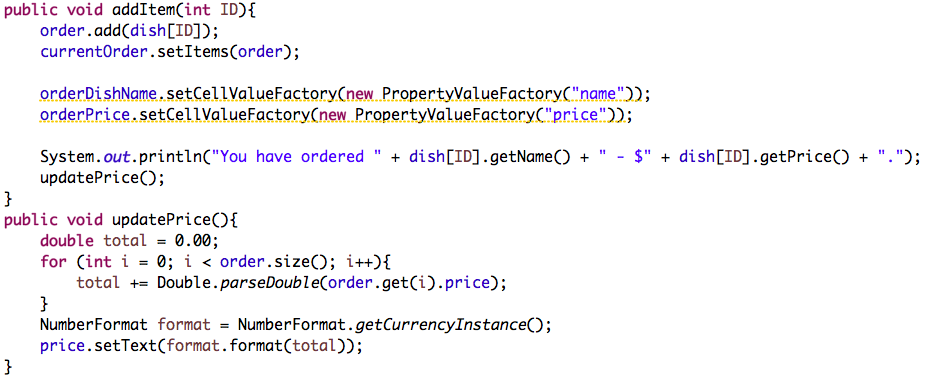 public void addItem(int ID){
    order.add(dish[ID]);
    currentOrder.setItems(order);

    orderDishName.setCellValueFactory(new PropertyValueFactory("name"));
    orderPrice.setCellValueFactory(new PropertyValueFactory("price"));

    System.out.println("You have ordered " + dish[ID].getName() + " - $" + dish[ID].getPrice() + ".");
    updatePrice();
}
public void updatePrice(){
    double total = 0.00;
    for (int i = 0; i < order.size(); i++){
        total += Double.parseDouble(order.get(i).price);
    }
    NumberFormat format = NumberFormat.getCurrencyInstance();
    price.setText(format.format(total));
}